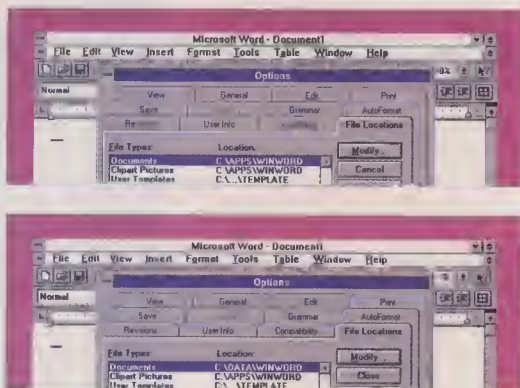 Microsoft Word - Document1
File Edit View Insert Format Tools Table Window Help
Options
Normal
View General Edit Print
Save Grammar AutoFormat
User Info File Locations
File Types: Location:
Documents C:\APPS\WINWORD
Clipart Pictures C:\APPS\WINWORD
User Templates C:\...\TEMPLATE
Modify...
Cancel
Microsoft Word - Document1
File Edit View Insert Format Tools Table Window Help
Options
Normal
View General Edit Print
Save Grammar AutoFormat
Revisions User Info Compatibility File Locations
File Types: Location:
Documents C:\DATA\WINWORD
Clipart Pictures C:\APPS\WINWORD
User Templates C:\...\TEMPLATE
Modify...
Close